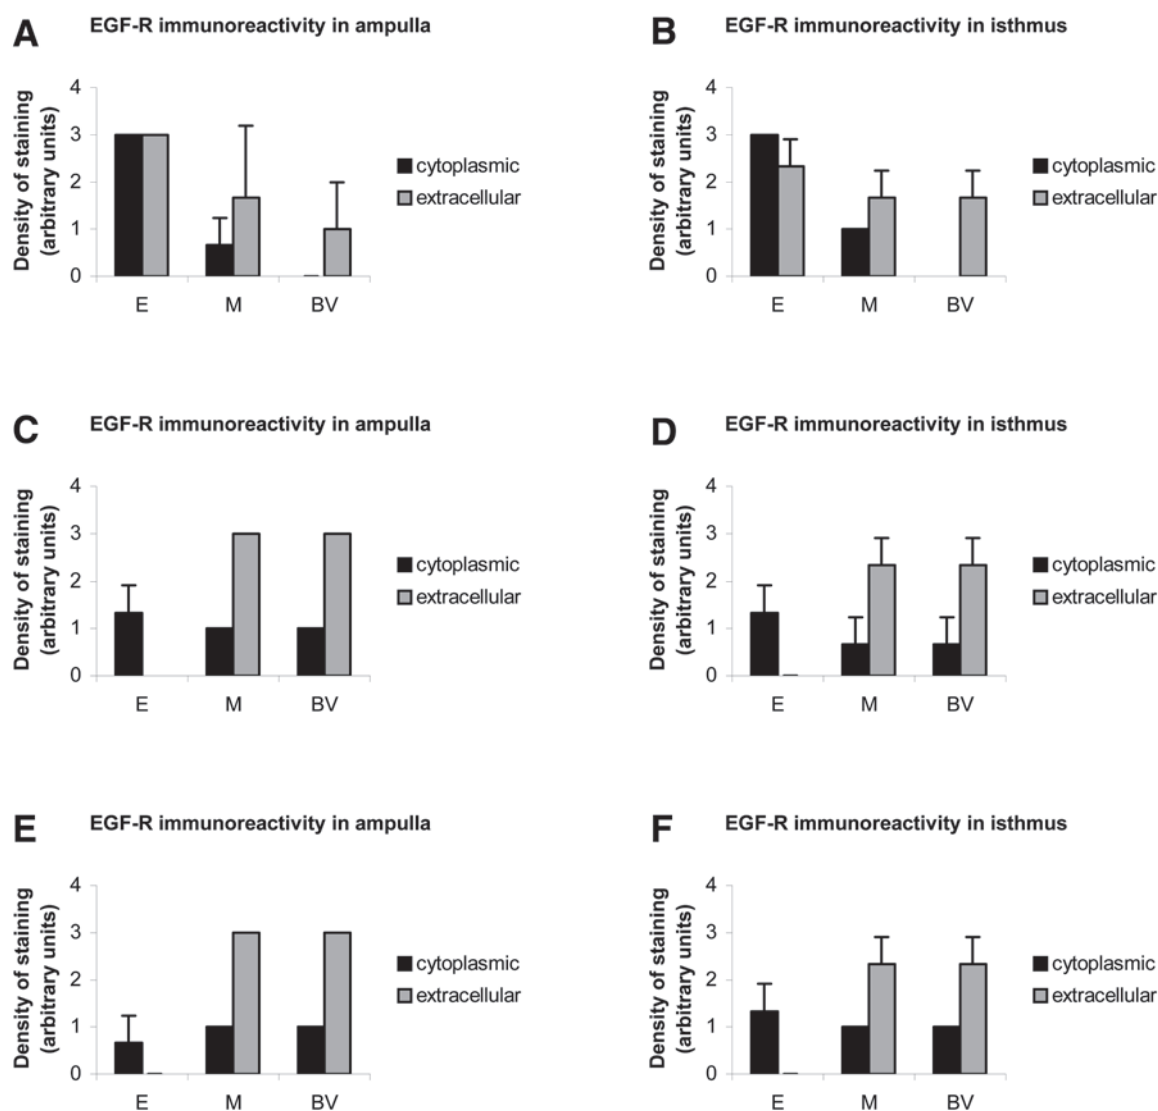 A EGF-R immunoreactivity in ampulla
Density of staining
(arbitrary units)
4
3
2
1
0
E M BV
cytoplasmic
extracellular
B EGF-R immunoreactivity in isthmus
Density of staining
(arbitrary units)
4
3
2
1
0
E M BV
cytoplasmic
extracellular
C EGF-R immunoreactivity in ampulla
Density of staining
(arbitrary units)
4
3
2
1
0
E M BV
cytoplasmic
extracellular
D EGF-R immunoreactivity in isthmus
Density of staining
(arbitrary units)
4
3
2
1
0
E M BV
cytoplasmic
extracellular
E EGF-R immunoreactivity in ampulla
Density of staining
(arbitrary units)
4
3
2
1
0
E M BV
cytoplasmic
extracellular
F EGF-R immunoreactivity in isthmus
Density of staining
(arbitrary units)
4
3
2
1
0
E M BV
cytoplasmic
extracellular